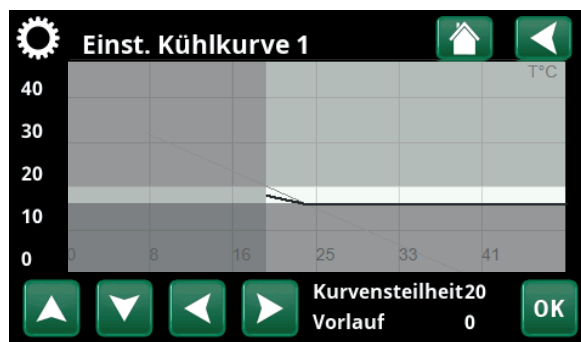 Einst. Kühlkurve 1
T°C
40
30
20
10
0
0 8 16 25 33 41
Kurvensteilheit20
Vorlauf 0
OK